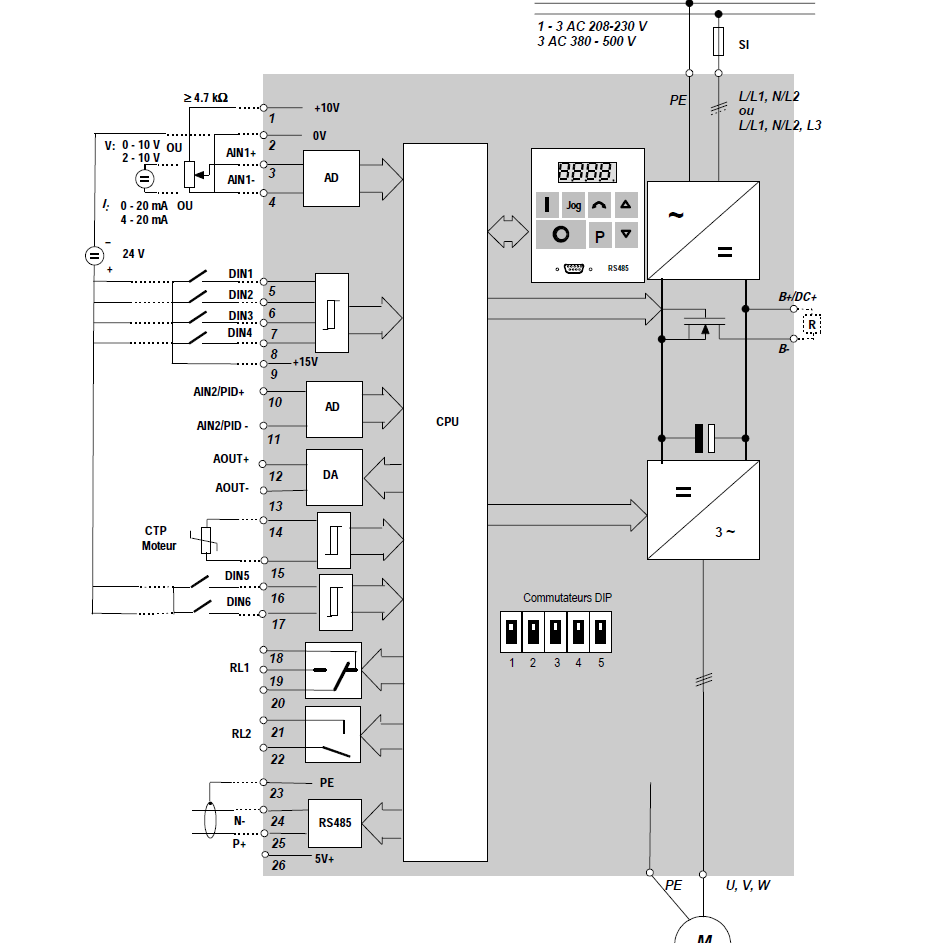 1 - 3 AC 208-230 V
3 AC 380 - 500 V
SI
PE
L/L1, N/L2
ou
L/L1, N/L2, L3
≥ 4.7 kΩ
+10V
1
0V
2
V: 0 - 10 V OU
2 - 10 V
AIN1+
3
AD
AIN1-
4
I: 0 - 20 mA OU
4 - 20 mA
8888.
I
Jog
O
P
RS485
~
=
−
24 V
+
DIN1
5
DIN2
6
DIN3
7
DIN4
8
+15V
9
B+/DC+
R
B-
AIN2/PID+
10
AD
AIN2/PID -
11
CPU
AOUT+
12
DA
AOUT-
13
=
3 ~
CTP
Moteur
14
15
DIN5
16
DIN6
17
Commutateurs DIP
1 2 3 4 5
RL1
18
19
20
RL2
21
22
PE
23
N-
24
RS485
P+
25
5V+
26
PE
U, V, W
M